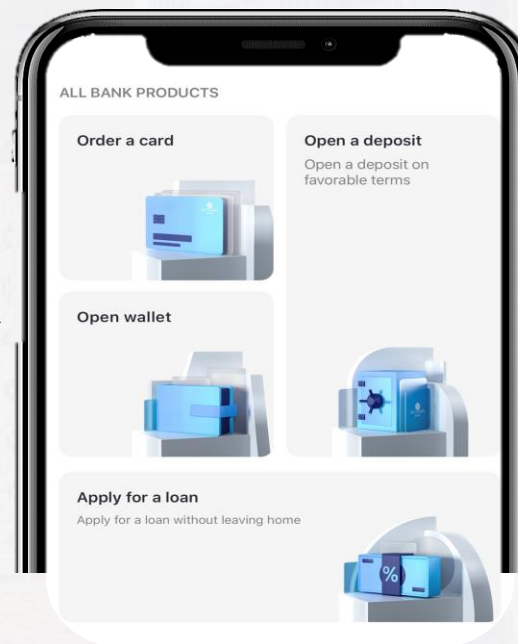 ALL BANK PRODUCTS
Order a card
Open a deposit
Open a deposit on
favorable terms
Open wallet
Apply for a loan
Apply for a loan without leaving home
%